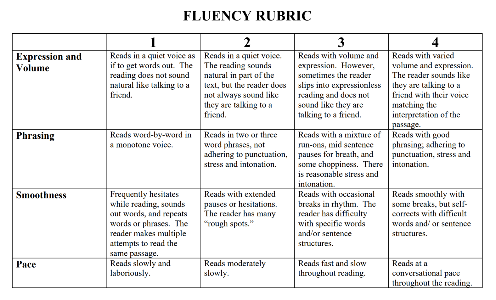 FLUENCY RUBRIC
1 2 3 4
Expression and
Volume
Reads in a quiet voice as
if to get words out. The
reading does not sound
natural like talking to a
friend.
Reads in a quiet voice.
The reading sounds
natural in part of the
text, but the reader does
not always sound like
they are talking to a
friend.
Reads with volume and
expression. However,
sometimes the reader
slips into expressionless
reading and does not
sound like they are
talking to a friend.
Reads with varied
volume and expression.
The reader sounds like
they are talking to a
friend with their voice
matching the
interpretation of the
passage.
Phrasing
Reads word-by-word in
a monotone voice.
Reads in two or three
word phrases, not
adhering to punctuation,
stress and intonation.
Reads with a mixture of
run-ons, mid sentence
pauses for breath, and
some choppiness. There
is reasonable stress and
intonation.
Reads with good
phrasing; adhering to
punctuation, stress and
intonation.
Smoothness
Frequently hesitates
while reading, sounds
out words, and repeats
words or phrases. The
reader makes multiple
attempts to read the
same passage.
Reads with extended
pauses or hesitations.
The reader has many
"rough spots."
Reads with occasional
breaks in rhythm. The
reader has difficulty
with specific words
and/or sentence
structures.
Reads smoothly with
some breaks, but self-
corrects with difficult
words and/ or sentence
structures.
Pace
Reads slowly and
laboriously.
Reads moderately
slowly.
Reads fast and slow
throughout reading.
Reads at a
conversational pace
throughout the reading.